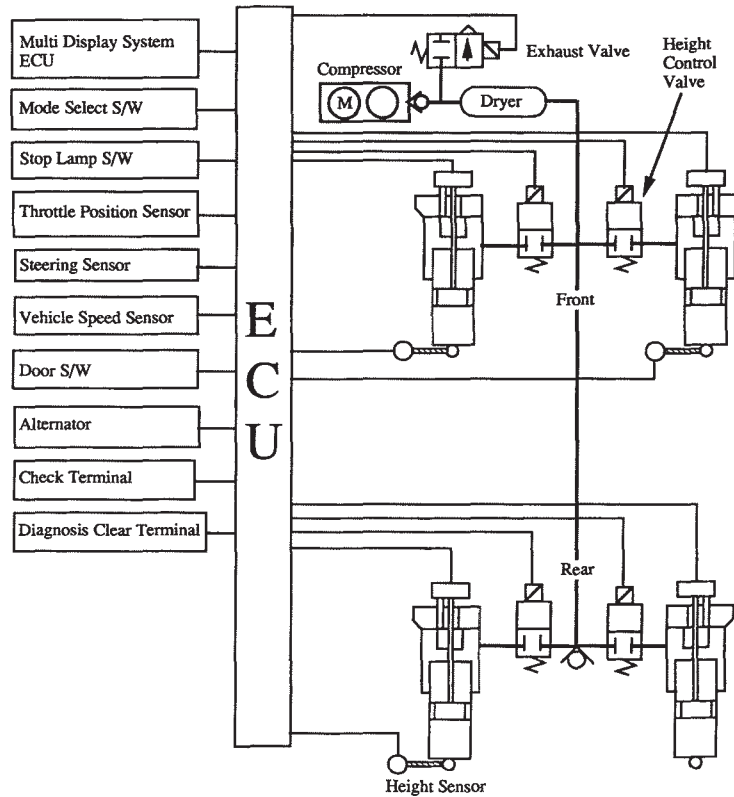 Multi Display System
ECU
Mode Select S/W
Stop Lamp S/W
Throttle Position Sensor
Steering Sensor
Vehicle Speed Sensor
Door S/W
Alternator
Check Terminal
Diagnosis Clear Terminal
E
C
U
Compressor
M
Dryer
Exhaust Valve
Height
Control
Valve
Front
Rear
Height Sensor